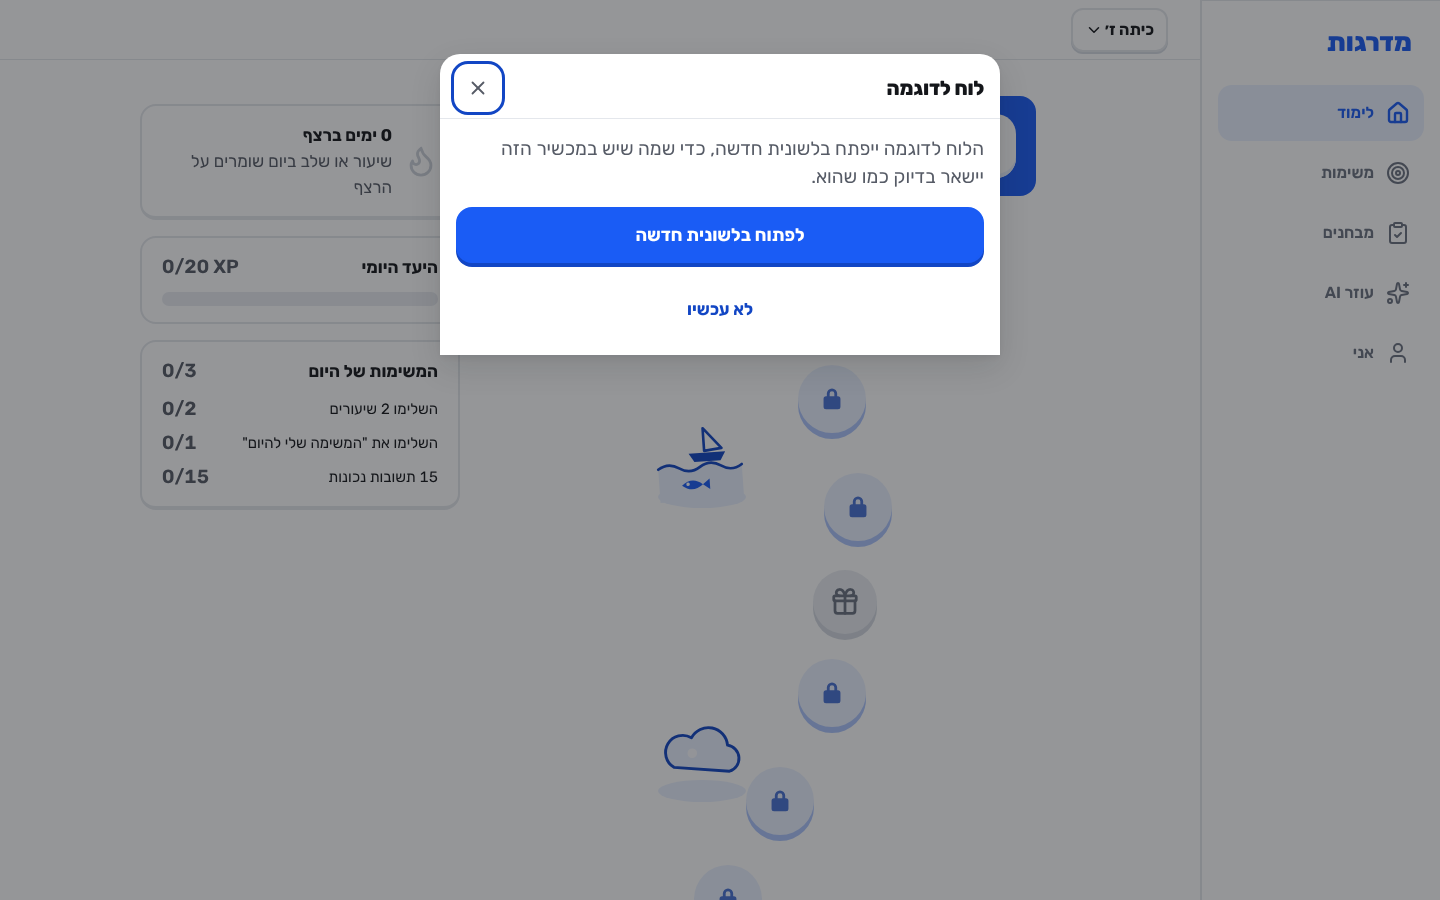 מדרגות
לימוד
משימות
מבחנים
עוזר AI
אני
כיתה ז׳
לוח לדוגמה
הלוח לדוגמה ייפתח בלשונית חדשה, כדי שמה שיש במכשיר הזה
יישאר בדיוק כמו שהוא.
לפתוח בלשונית חדשה
לא עכשיו
0 ימים ברצף
שיעור או שלב ביום שומרים על
הרצף
היעד היומי
0/20 XP
המשימות של היום
0/3
השלימו 2 שיעורים
0/2
השלימו את "המשימה שלי להיום"
0/1
15 תשובות נכונות
0/15